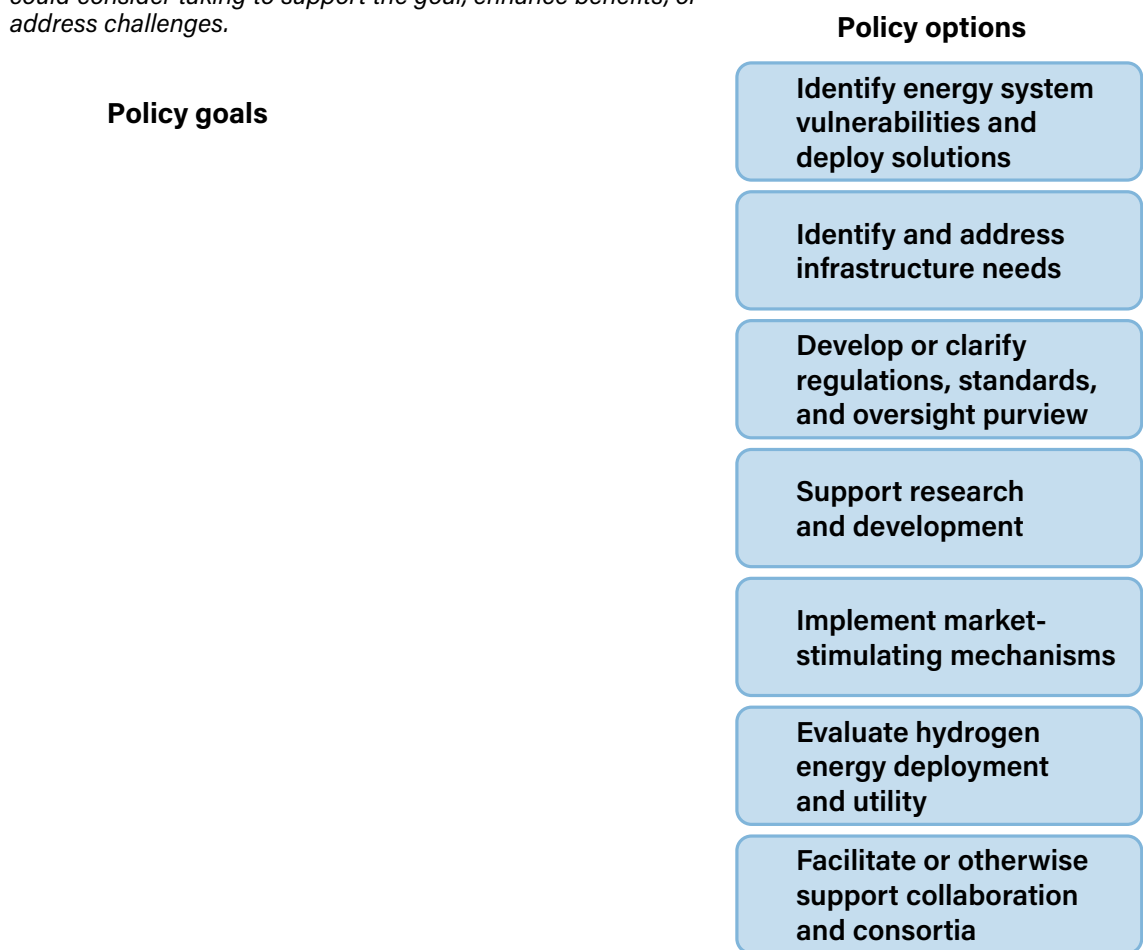 could consider taking to support the goal, enhance benefits, or
address challenges.
Policy goals
Policy options
Identify energy system
vulnerabilities and
deploy solutions
Identify and address
infrastructure needs
Develop or clarify
regulations, standards,
and oversight purview
Support research
and development
Implement market-
stimulating mechanisms
Evaluate hydrogen
energy deployment
and utility
Facilitate or otherwise
support collaboration
and consortia